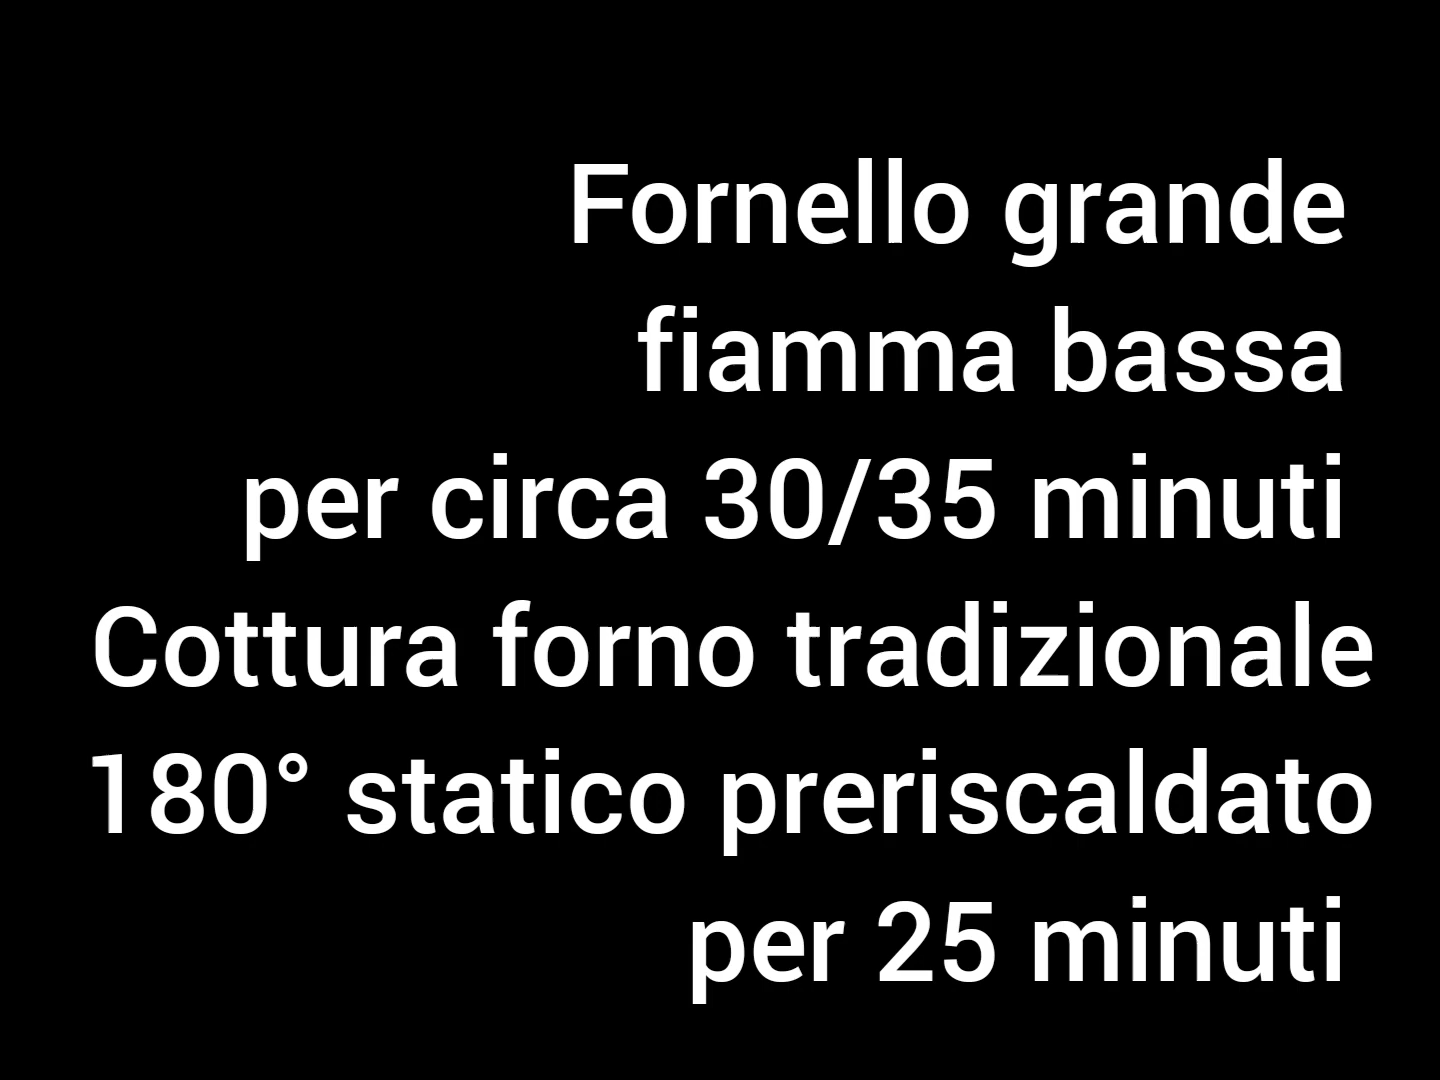 Fornello grande
fiamma bassa
per circa 30/35 minuti
Cottura forno tradizionale
180° statico preriscaldato
per 25 minuti